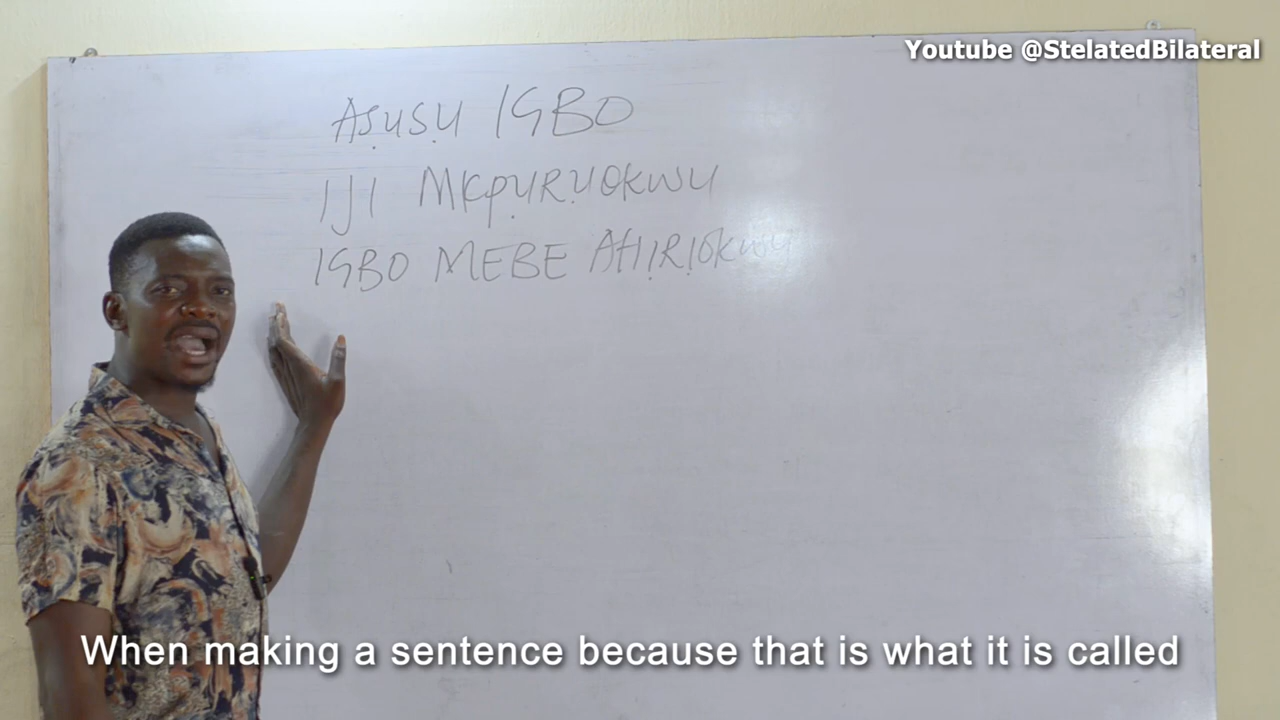 Youtube @StelatedBilateral
ASỤSỤ IGBO
IJI MKPỤRỤOKWU
IGBO MEBE AHỊRỊOKWU
When making a sentence because that is what it is called